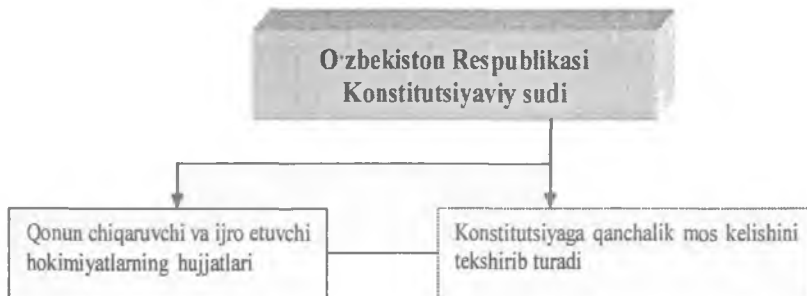 O'zbekiston Respublikasi
Konstitutsiyaviy sudi
Qonun chiqaruvchi va ijro etuvchi
hokimiyatlarning hujjatlari
Konstitutsiyaga qanchalik mos kelishini
tekshirib turadi